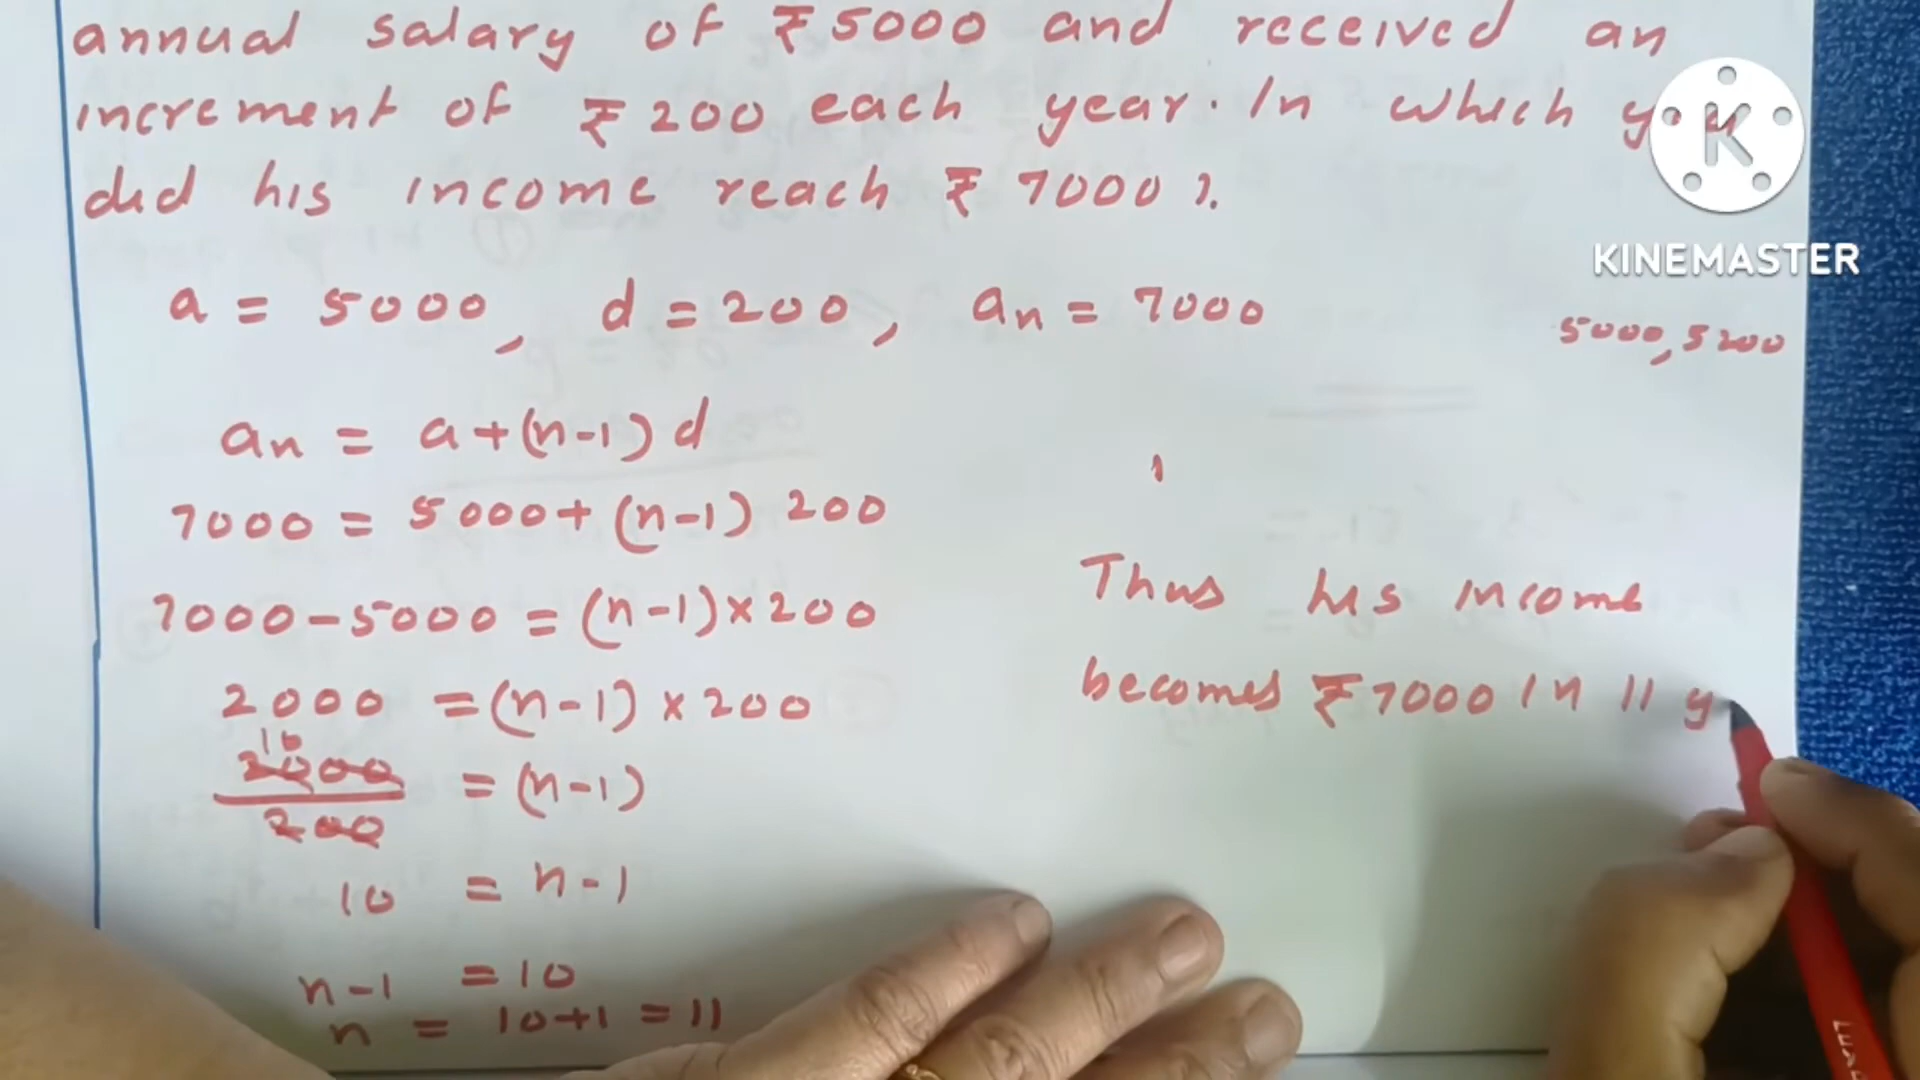 annual salary of ₹5000 and received an
increment of ₹200 each year. In which
did his income reach ₹7000?.
KINEMASTER
a = 5000, d = 200, an = 7000
5000, 5200
an = a+(n-1)d
7000 = 5000+(n-1) 200
7000-5000 = (n-1)×200
2000 = (n-1)×200
10
2000/200 = (n-1)
10 = n-1
n-1 = 10
n = 10+1 = 11
Thus his income
becomes ₹7000 in 11 y